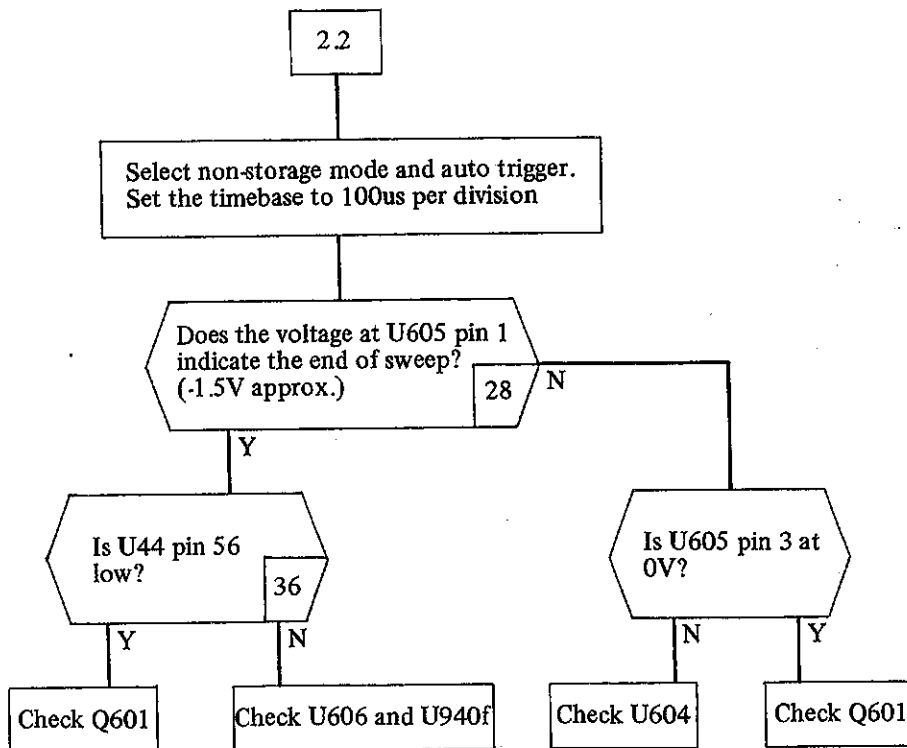 2.2
Select non-storage mode and auto trigger.
Set the timebase to 100us per division
Does the voltage at U605 pin 1
indicate the end of sweep?
(-1.5V approx.)
28
N
Y
Is U44 pin 56
low?
36
Is U605 pin 3 at
0V?
Y
N
N
Y
Check Q601
Check U606 and U940f
Check U604
Check Q601